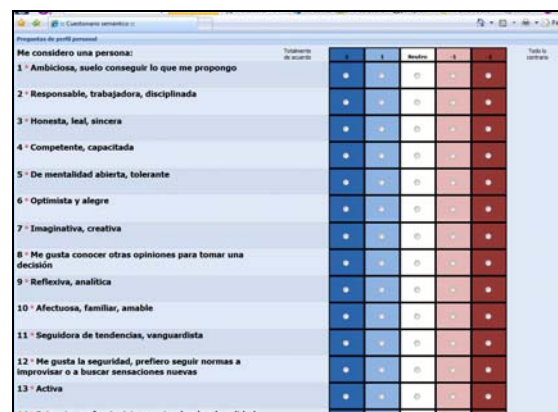 :: Cuestionario semántico ::
Preguntas de perfil personal
Me considero una persona:
Totalmente de acuerdo
2 1 Neutro -1 -2
Todo lo contrario
1 * Ambiciosa, suelo conseguir lo que me propongo
2 * Responsable, trabajadora, disciplinada
3 * Honesta, leal, sincera
4 * Competente, capacitada
5 * De mentalidad abierta, tolerante
6 * Optimista y alegre
7 * Imaginativa, creativa
8 * Me gusta conocer otras opiniones para tomar una
decisión
9 * Reflexiva, analítica
10 * Afectuosa, familiar, amable
11 * Seguidora de tendencias, vanguardista
12 * Me gusta la seguridad, prefiero seguir normas a
improvisar o a buscar sensaciones nuevas
13 * Activa